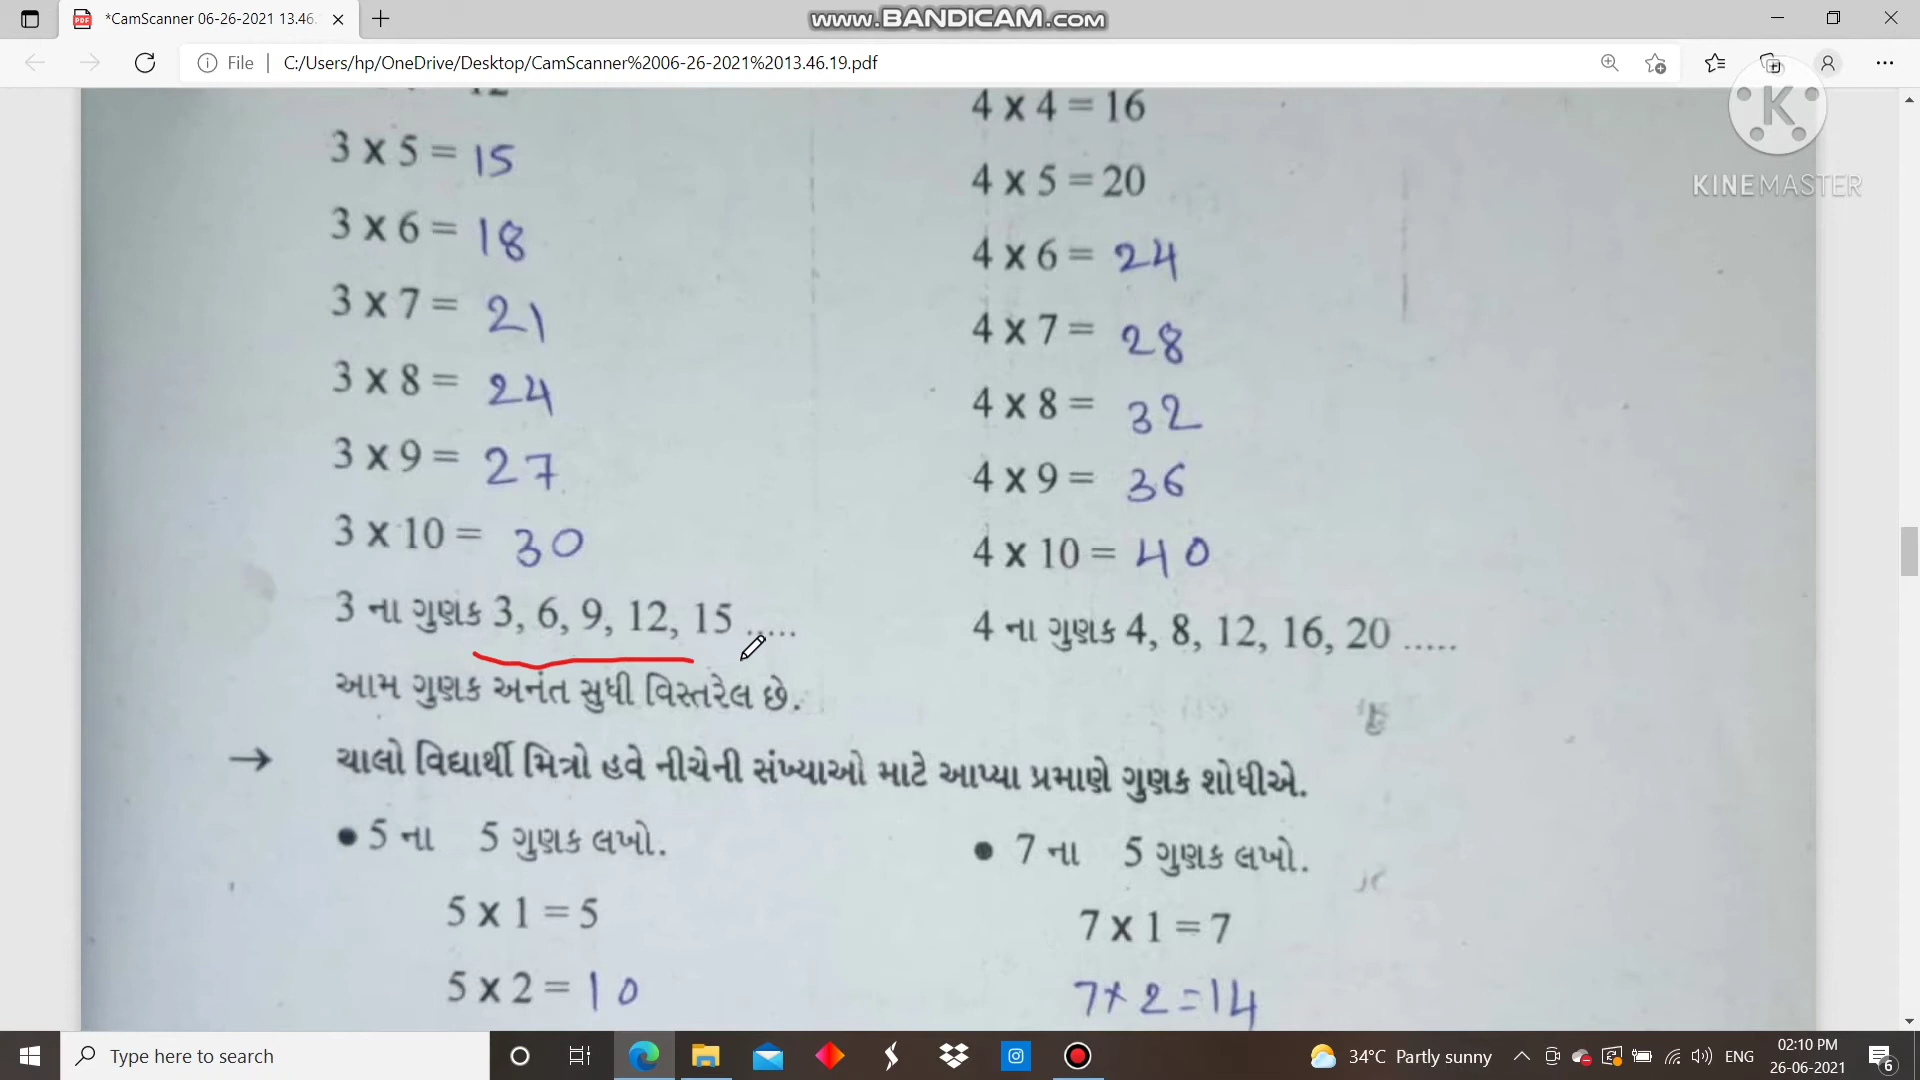 *CamScanner 06-26-2021 13.46.
www.BANDICAM.com
File
C:/Users/hp/OneDrive/Desktop/CamScanner%2006-26-2021%2013.46.19.pdf
KINEMASTER
3 x 5 = 15
3 x 6 = 18
3 x 7 = 21
3 x 8 = 24
3 x 9 = 27
3 x 10 = 30
3 ના ગુણક 3, 6, 9, 12, 15 .....
આમ ગુણક અનંત સુધી વિસ્તરેલ છે.
4 x 4 = 16
4 x 5 = 20
4 x 6 = 24
4 x 7 = 28
4 x 8 = 32
4 x 9 = 36
4 x 10 = 40
4 ના ગુણક 4, 8, 12, 16, 20 .....
→ ચાલો વિદ્યાર્થી મિત્રો હવે નીચેની સંખ્યાઓ માટે આપ્યા પ્રમાણે ગુણક શોધીએ.
• 5 ના 5 ગુણક લખો.
5 x 1 = 5
5 x 2 = 10
• 7 ના 5 ગુણક લખો.
7 x 1 = 7
7 x 2 = 14
Type here to search
34°C Partly sunny
ENG
02:10 PM
26-06-2021
6